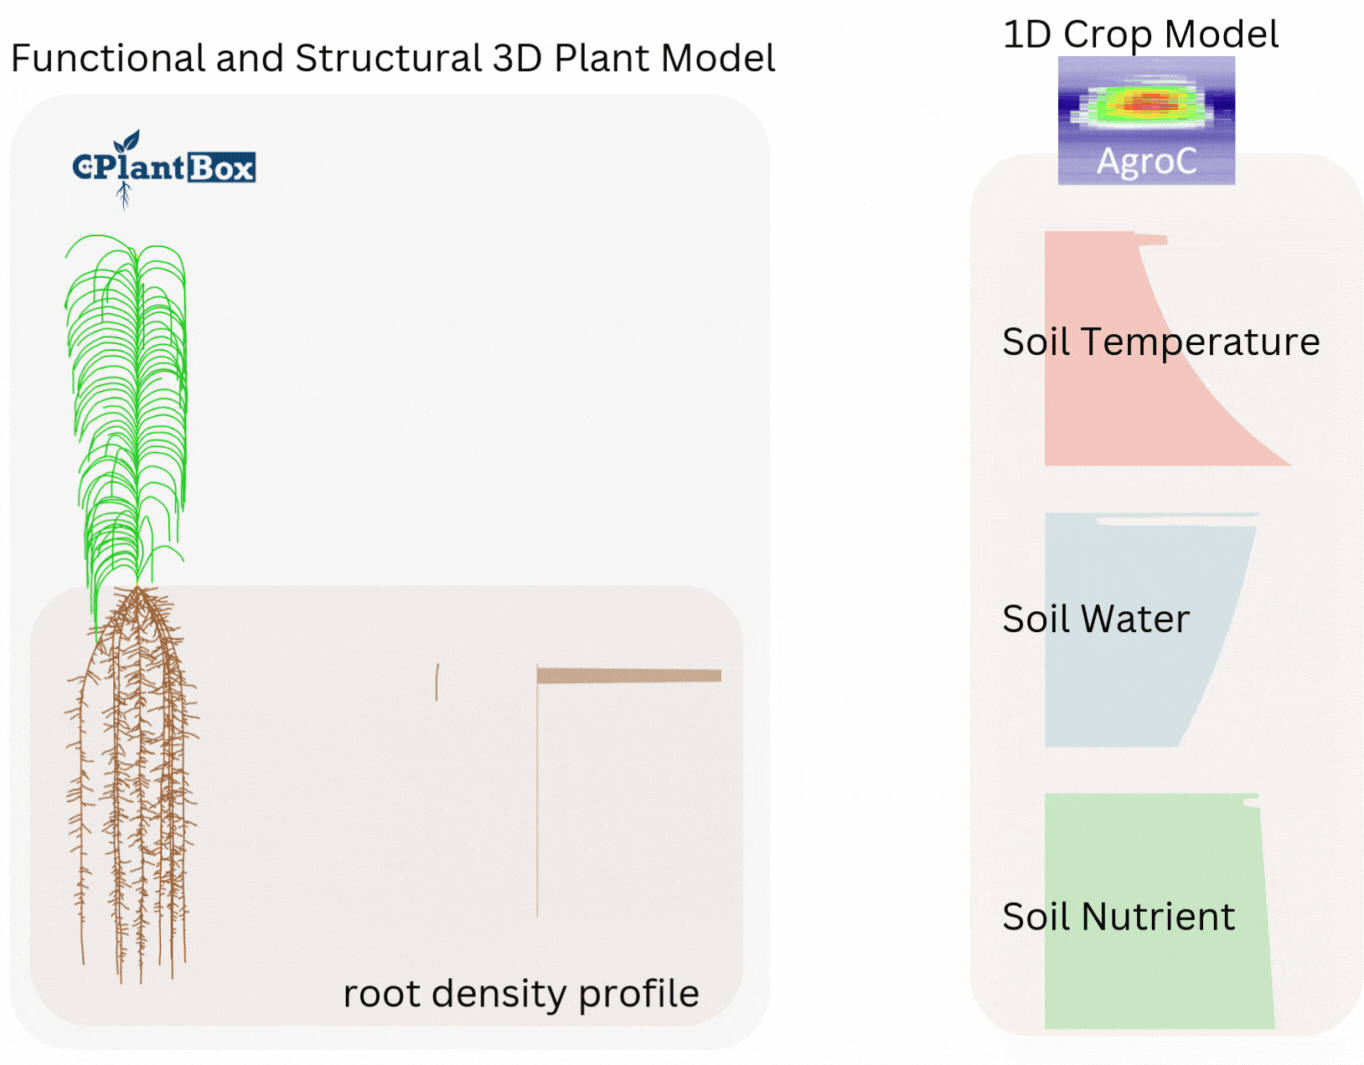 Functional and Structural 3D Plant Model
CPlantBox
root density profile
1D Crop Model
AgroC
Soil Temperature
Soil Water
Soil Nutrient